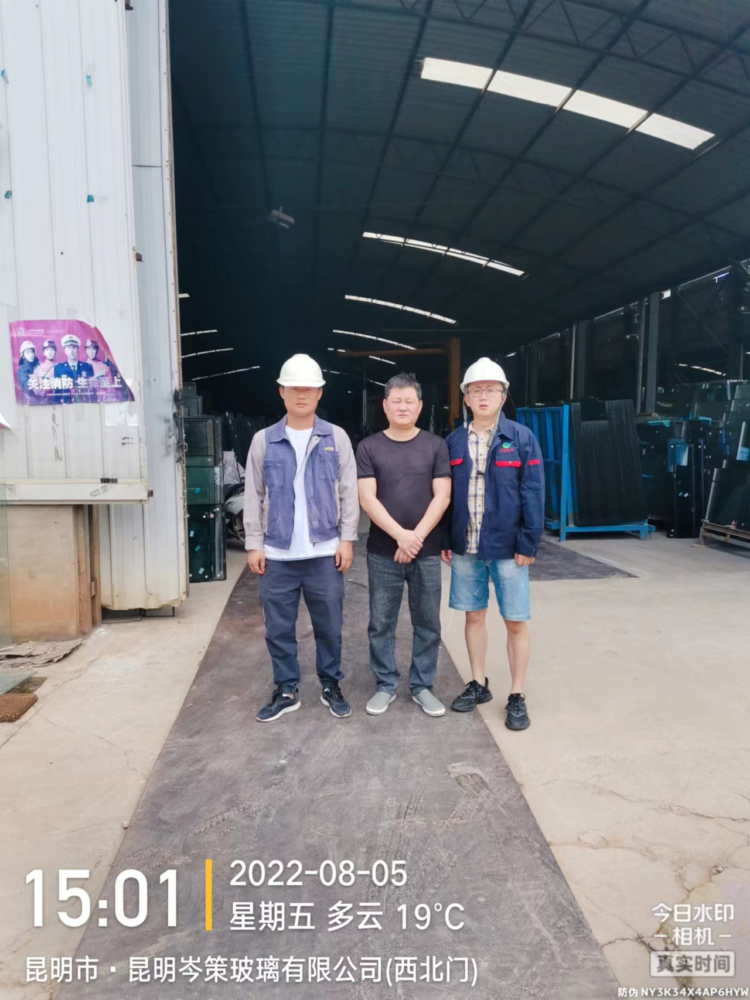 关注消防 生命至上
15:01
2022-08-05
星期五 多云 19°C
昆明市·昆明岑策玻璃有限公司(西北门)
今日水印
-相机-
真实时间
防伪 NY3K34X4AP6HYW